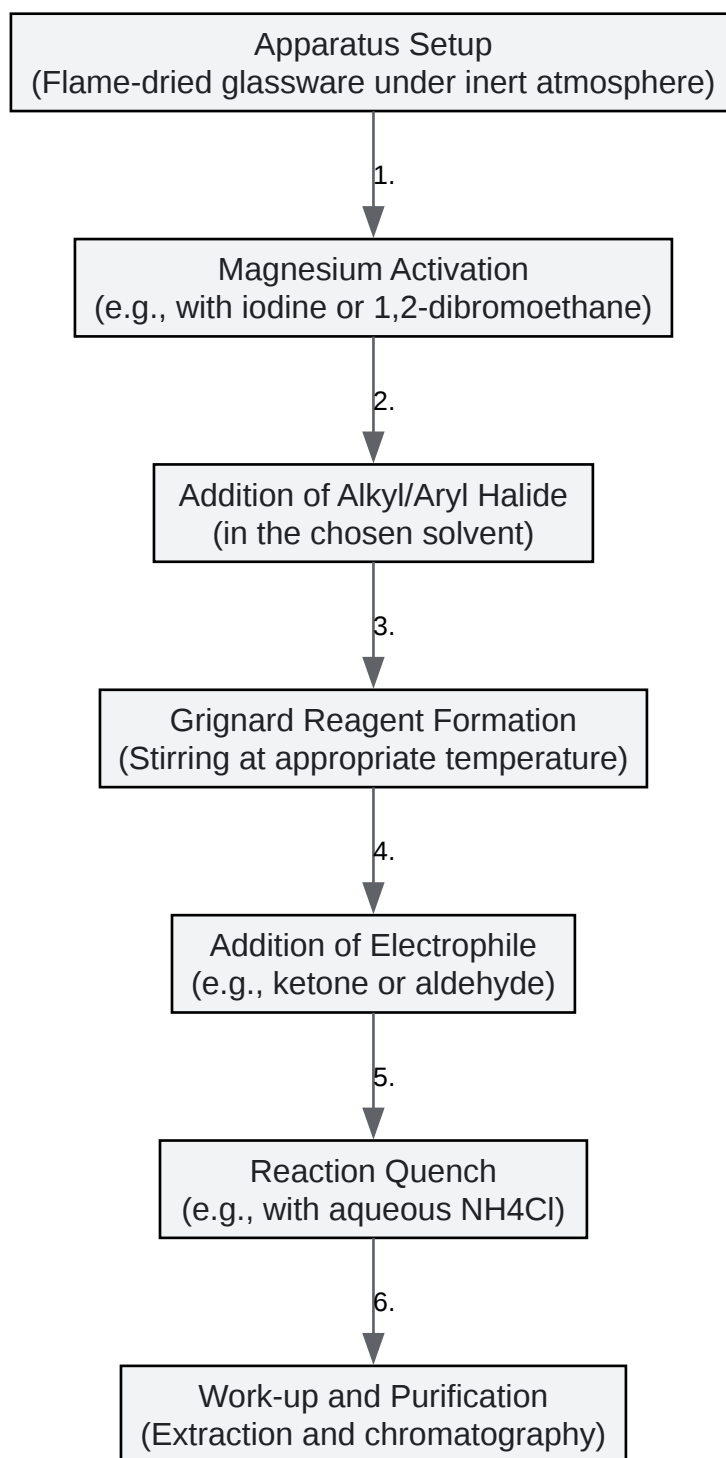 Apparatus Setup
(Flame-dried glassware under inert atmosphere)
1.
Magnesium Activation
(e.g., with iodine or 1,2-dibromoethane)
2.
Addition of Alkyl/Aryl Halide
(in the chosen solvent)
3.
Grignard Reagent Formation
(Stirring at appropriate temperature)
4.
Addition of Electrophile
(e.g., ketone or aldehyde)
5.
Reaction Quench
(e.g., with aqueous NH4Cl)
6.
Work-up and Purification
(Extraction and chromatography)